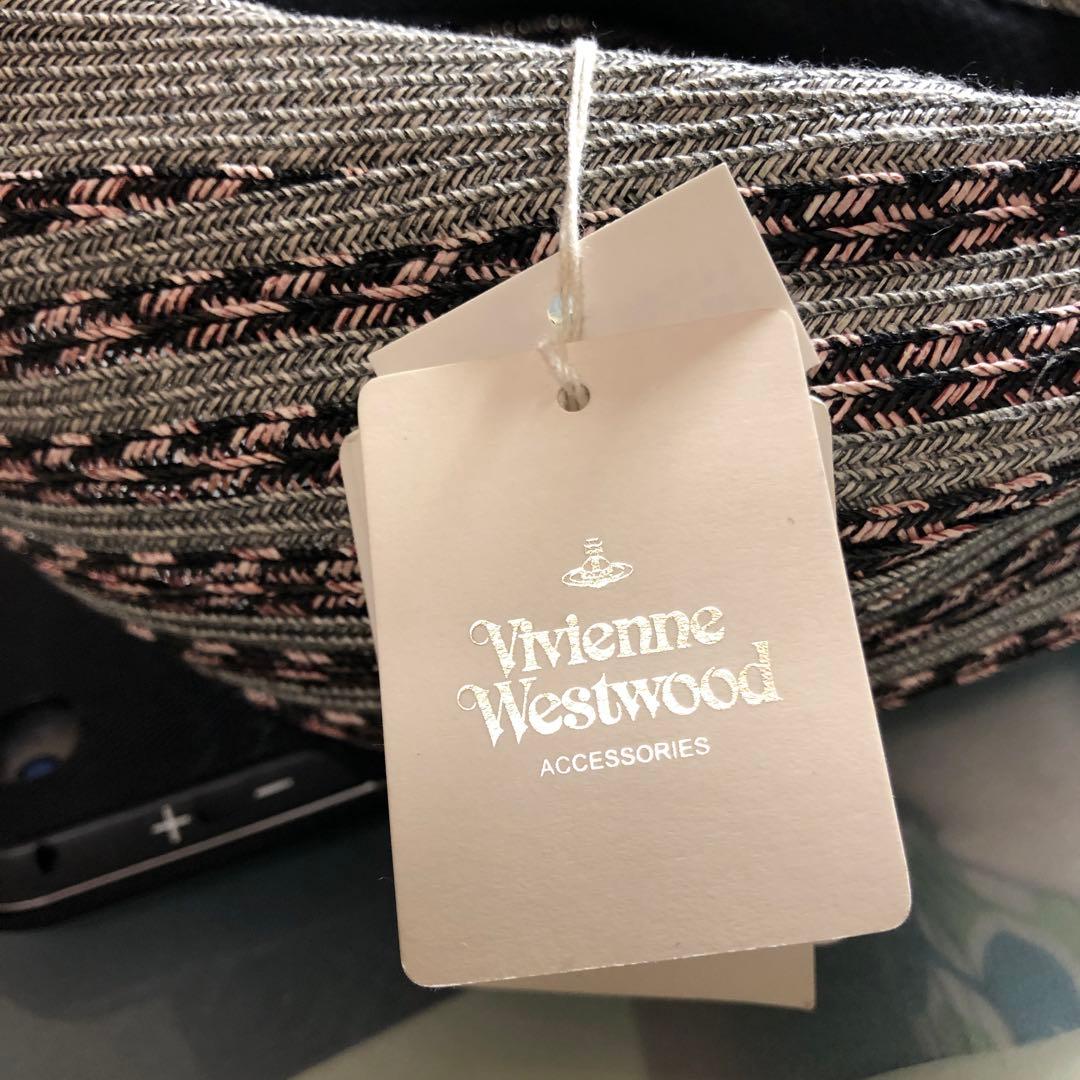 Vivienne
Westwood
ACCESSORIES
+ -